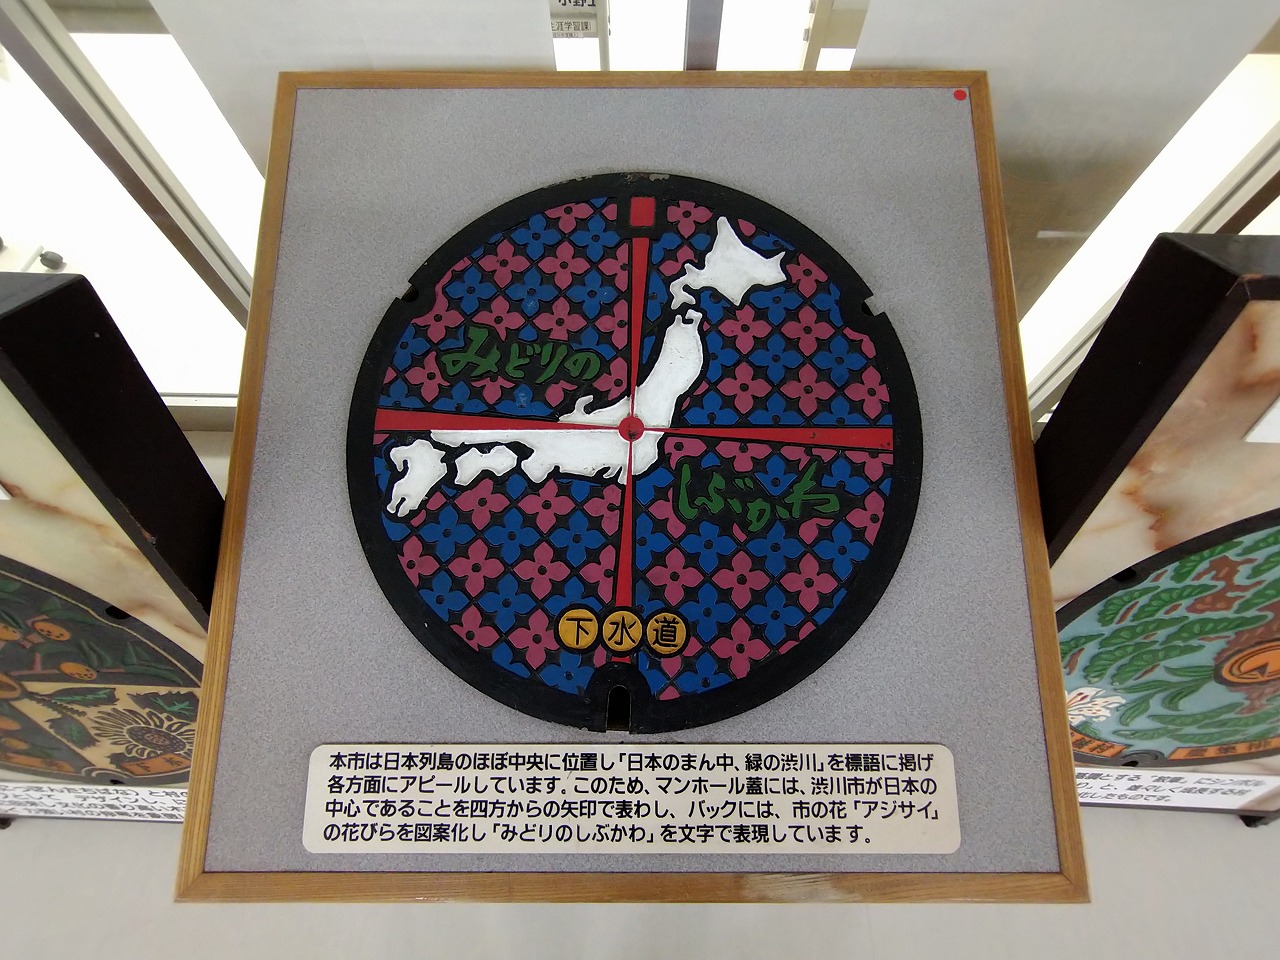 生涯学習課
みどりの
しぶかわ
下水道
本市は日本列島のほぼ中央に位置し「日本のまん中、緑の渋川」を標語に掲げ
各方面にアピールしています。このため、マンホール蓋には、渋川市が日本の
中心であることを四方からの矢印で表わし、バックには、市の花「アジサイ」
の花びらを図案化し「みどりのしぶかわ」を文字で表現しています。